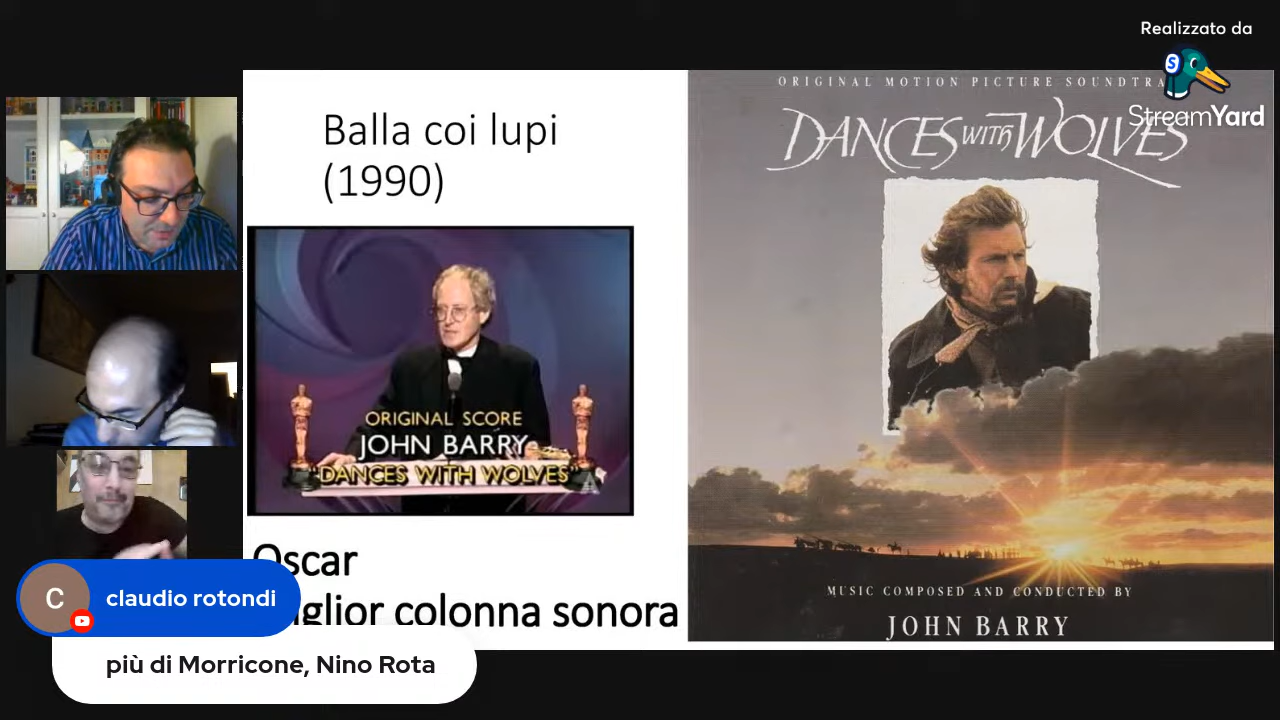 Realizzato da
StreamYard
Balla coi lupi
(1990)
ORIGINAL SCORE
JOHN BARRY
"DANCES WITH WOLVES"
Oscar
iglior colonna sonora
ORIGINAL MOTION PICTURE SOUNDTRA
DANCES WITH WOLVES
MUSIC COMPOSED AND CONDUCTED BY
JOHN BARRY
C
claudio rotondi
più di Morricone, Nino Rota